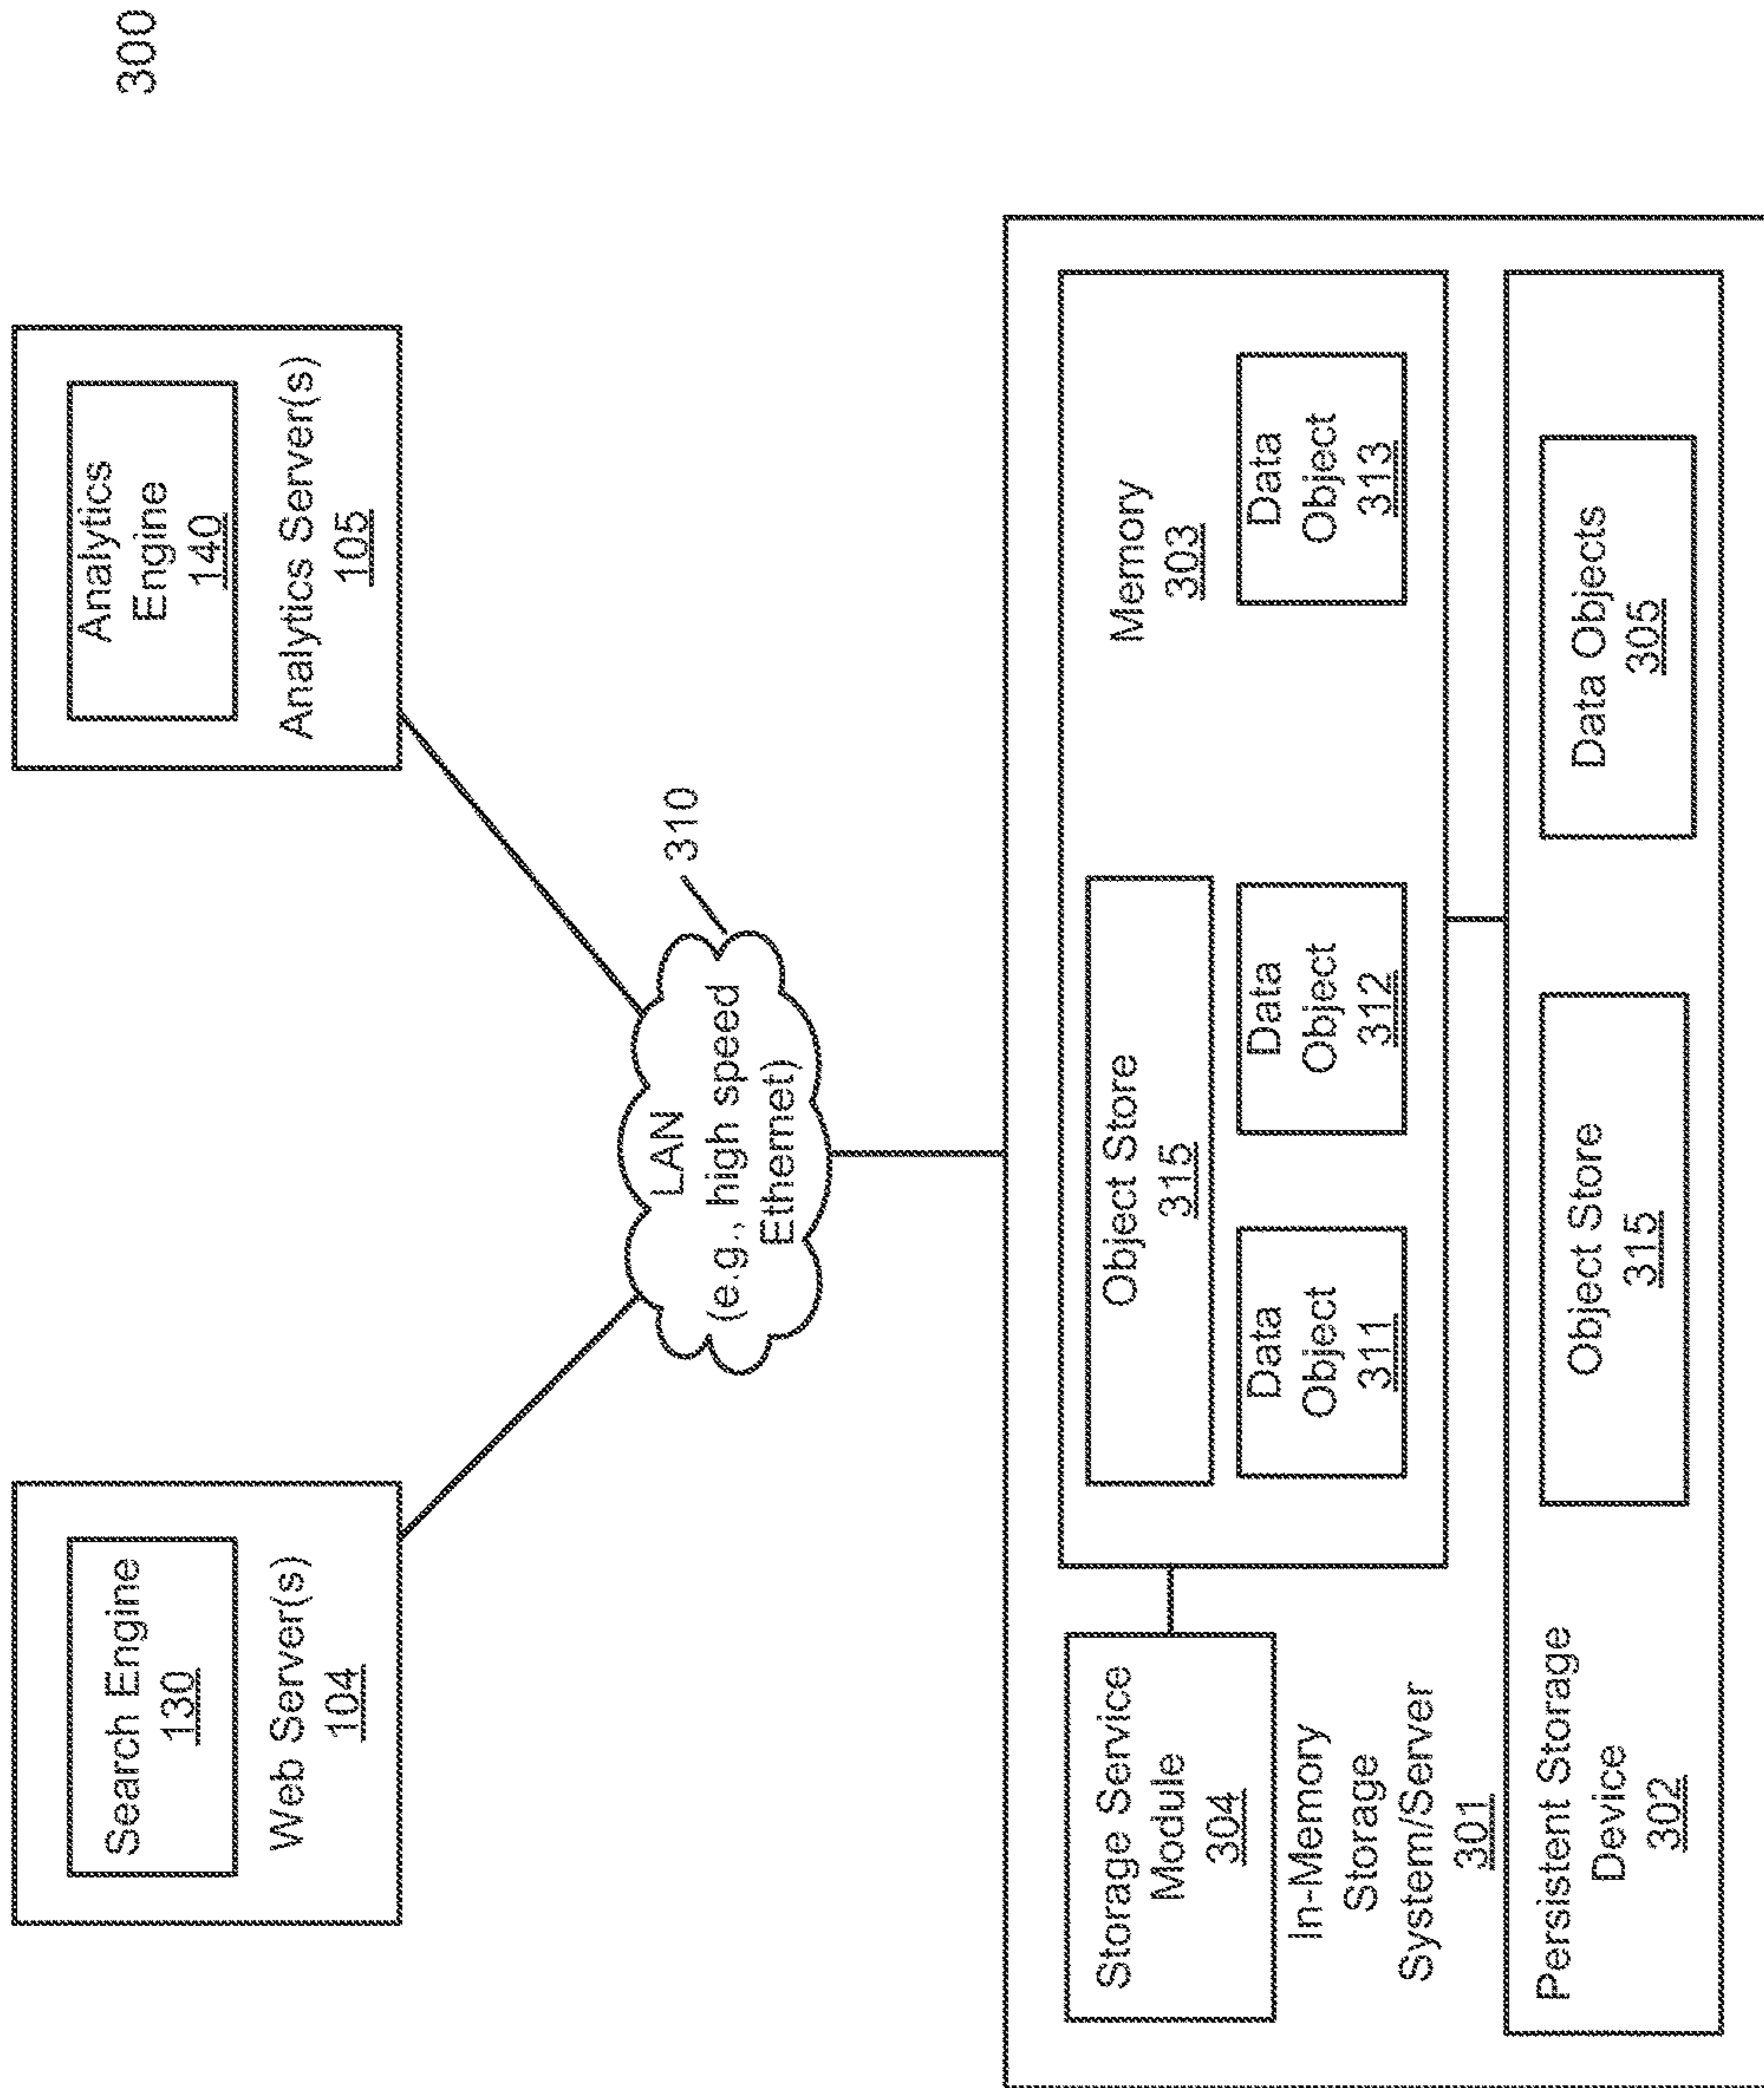 300
Search Engine
130
Web Server(s)
104
Analytics
Engine
140
Analytics Server(s)
105
310
LAN
(e.g., high speed
Ethernet)
Storage Service
Module
304
In-Memory
Storage
System/Server
301
Object Store
315
Memory
303
Data
Object
311
Data
Object
312
Data
Object
313
Persistent Storage
Device
302
Object Store
315
Data Objects
305